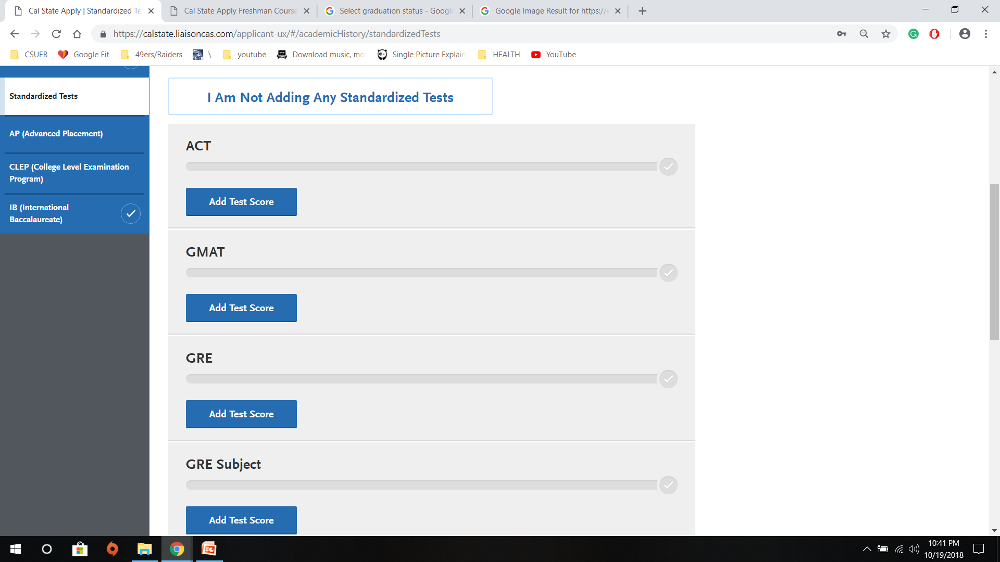 Cal State Apply | Standardized Te
Cal State Apply Freshman Course
Select graduation status - Google
Google Image Result for https://
https://calstate.liaisoncas.com/applicant-ux/#/academicHistory/standardizedTests
CSUEB
Google Fit
49ers/Raiders
\
youtube
Download music, mo
Single Picture Explain
HEALTH
YouTube
Standardized Tests
AP (Advanced Placement)
CLEP (College Level Examination
Program)
IB (International
Baccalaureate)
I Am Not Adding Any Standardized Tests
ACT
Add Test Score
GMAT
Add Test Score
GRE
Add Test Score
GRE Subject
Add Test Score
10:41 PM
10/19/2018